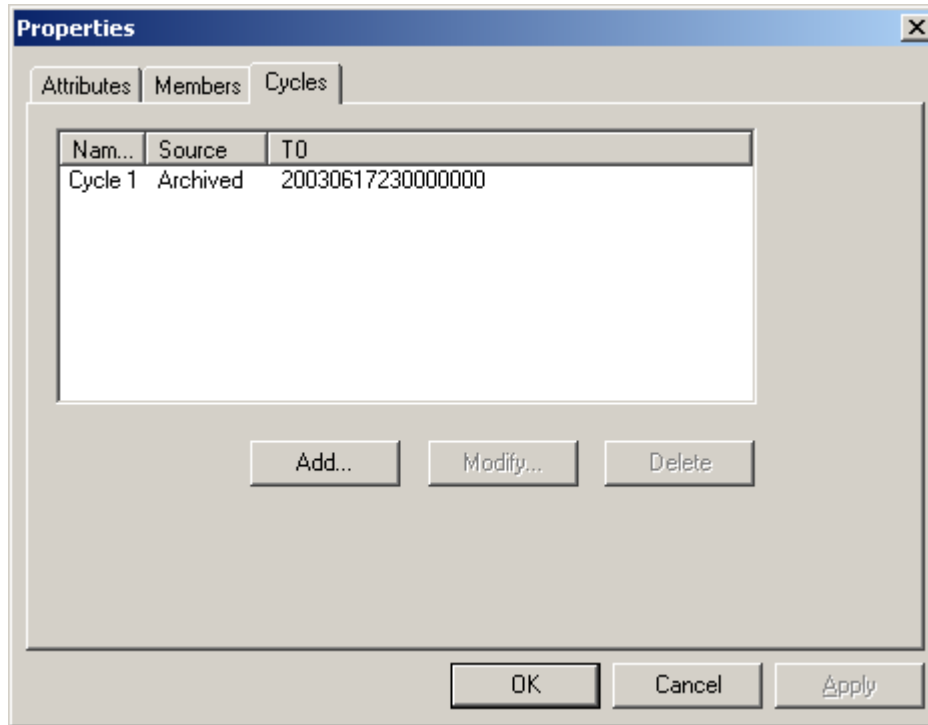 Properties
Attributes Members Cycles
Nam... Source T0
Cycle 1 Archived 20030617230000000
Add... Modify... Delete
OK Cancel Apply